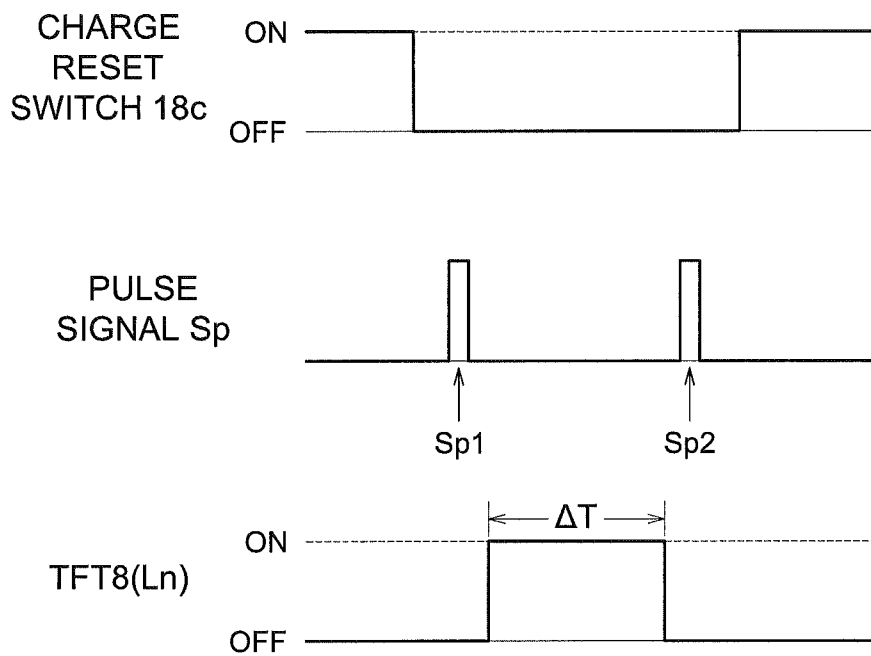 CHARGE
RESET
SWITCH 18c
ON
OFF
PULSE
SIGNAL Sp
Sp1
Sp2
ΔT
ON
TFT8(Ln)
OFF